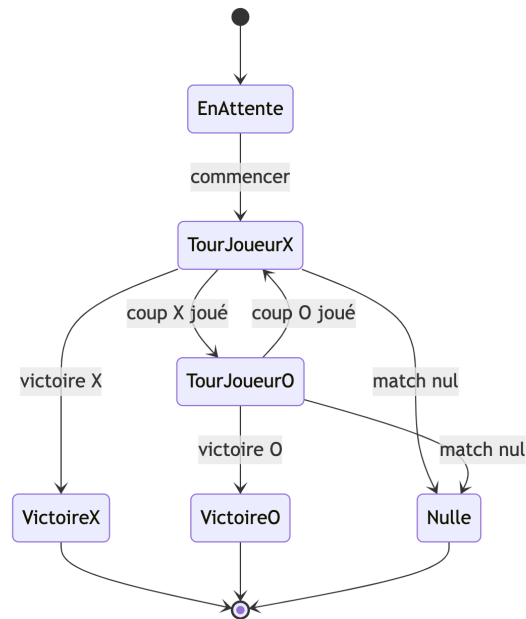 EnAttente
commencer
TourJoueurX
coup X joué
coup O joué
victoire X
TourJoueurO
match nul
victoire O
match nul
VictoireX
VictoireO
Nulle